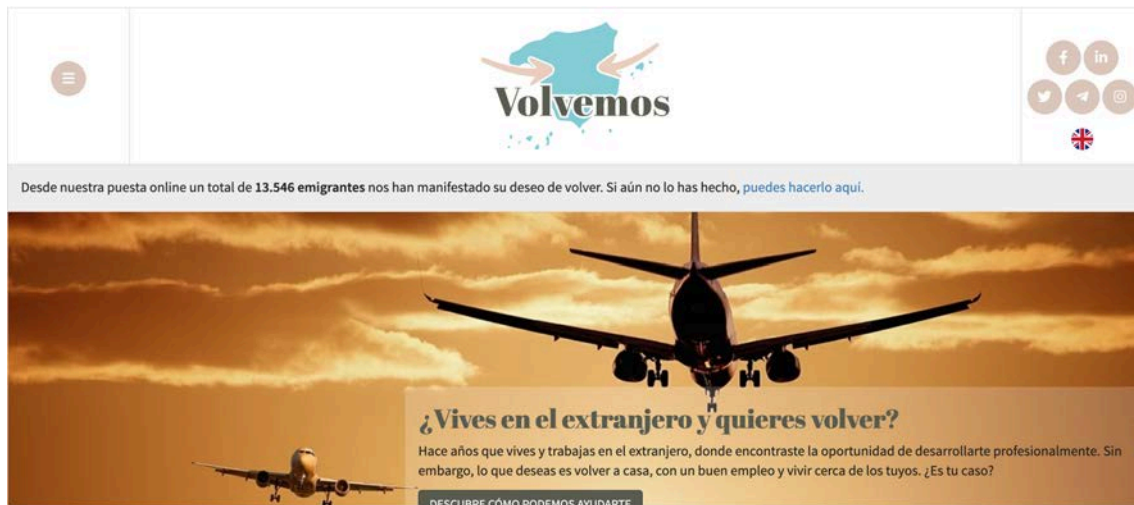 Volvemos
Desde nuestra puesta online un total de 13.546 emigrantes nos han manifestado su deseo de volver. Si aún no lo has hecho, puedes hacerlo aquí.
¿Vives en el extranjero y quieres volver?
Hace años que vives y trabajas en el extranjero, donde encontraste la oportunidad de desarrollarte profesionalmente. Sin
embargo, lo que deseas es volver a casa, con un buen empleo y vivir cerca de los tuyos. ¿Es tu caso?
DESCUBRE CÓMO PODEMOS AYUDARTE